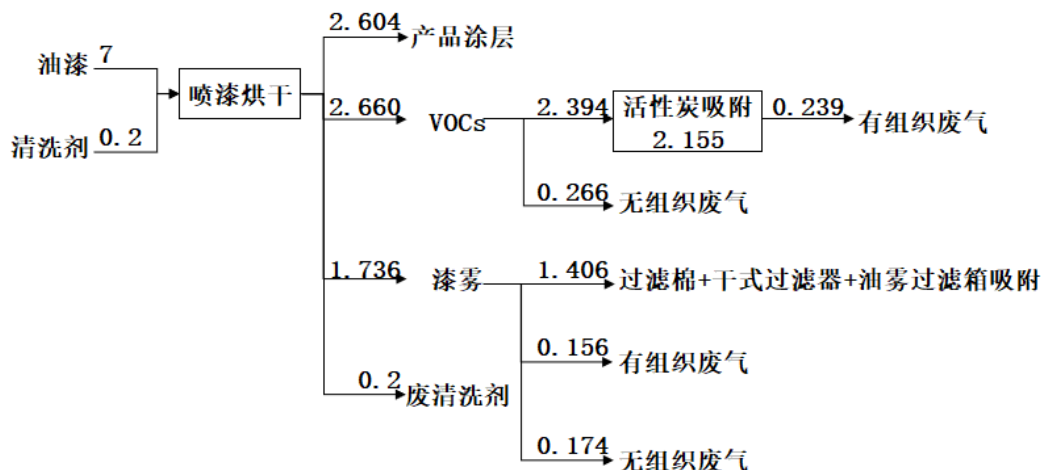 2.604
产品涂层
油漆 7
喷漆烘干
清洗剂 0.2
2.660
VOCs
2.394
活性炭吸附
2.155
0.239
有组织废气
0.266
无组织废气
1.736
漆雾
1.406
过滤棉+干式过滤器+油雾过滤箱吸附
0.156
有组织废气
0.2
废清洗剂
0.174
无组织废气